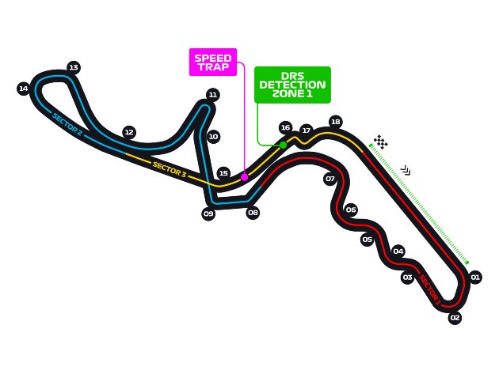 SPEED
TRAP
DRS
DETECTION
ZONE 1
13
14
11
12
10
16
17
18
15
SECTOR 2
SECTOR 3
09
08
07
06
05
04
03
01
02
SECTOR 1